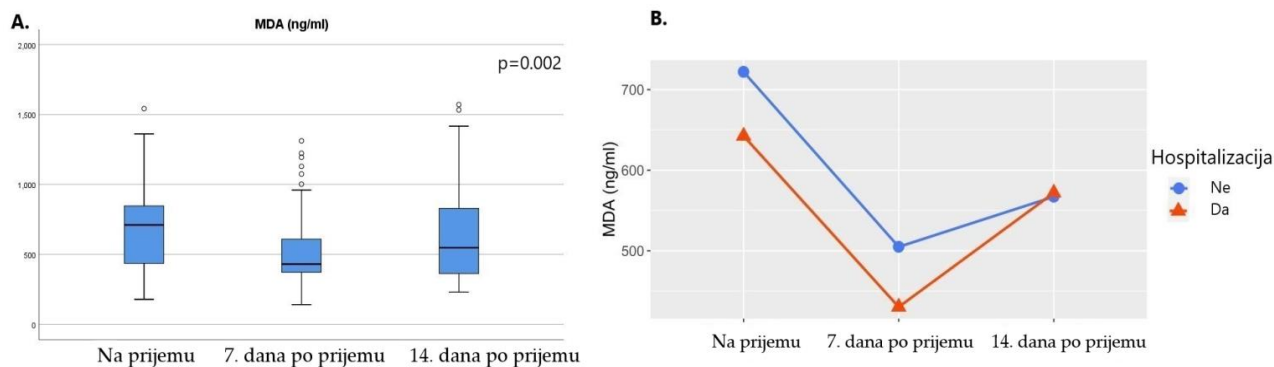 A.
MDA (ng/ml)
p=0.002
2,000
1,500
1,000
500
0
Na prijemu
7. dana po prijemu
14. dana po prijemu
B.
MDA (ng/ml)
700
600
500
Na prijemu
7. dana po prijemu
14. dana po prijemu
Hospitalizacija
Ne
Da